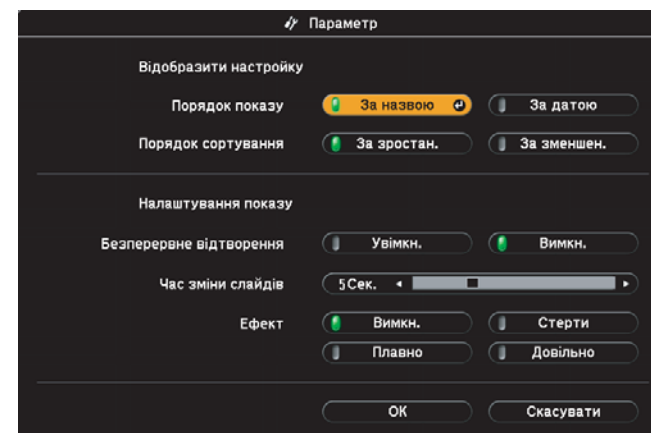 Параметр
Відобразити настройку
Порядок показу За назвою За датою
Порядок сортування За зростан. За зменшен.
Налаштування показу
Безперервне відтворення Увімкн. Вимкн.
Час зміни слайдів 5Сек.
Ефект Вимкн. Стерти
Плавно Довільно
OK Скасувати